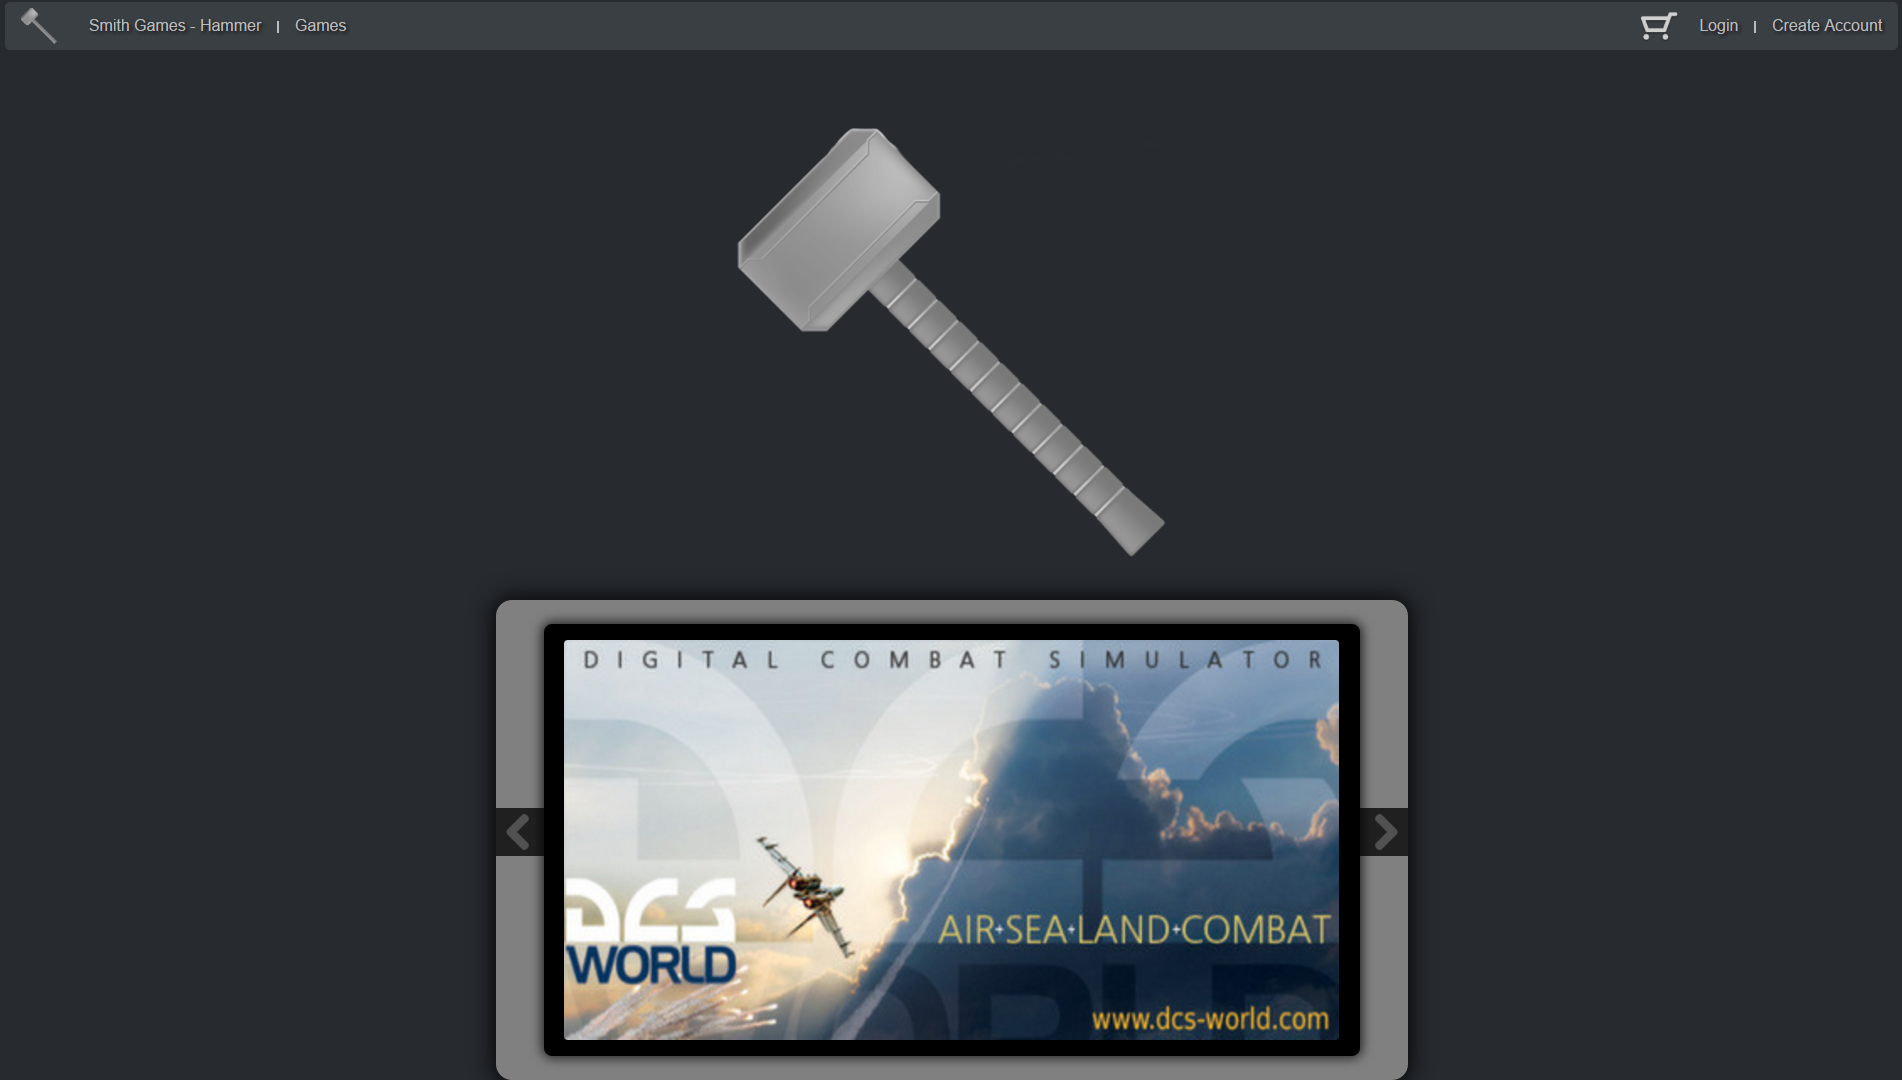 Smith Games - Hammer | Games
Login | Create Account
DIGITAL COMBAT SIMULATOR
DCS
WORLD
AIR+SEA+LAND+COMBAT
www.dcs-world.com